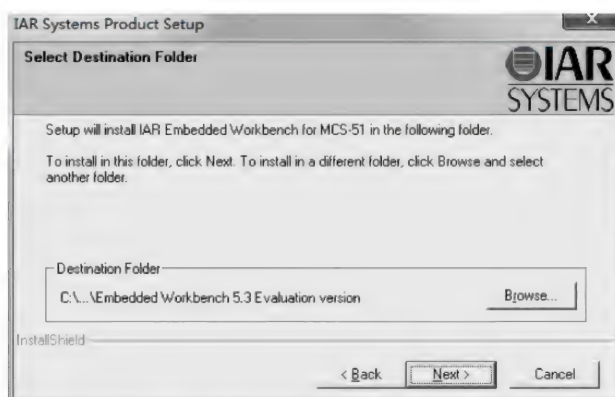 IAR Systems Product Setup
x
Select Destination Folder
IAR
SYSTEMS
Setup will install IAR Embedded Workbench for MCS-51 in the following folder.
To install in this folder, click Next. To install in a different folder, click Browse and select
another folder.
Destination Folder
C:\...\Embedded Workbench 5.3 Evaluation version
Browse...
InstallShield
< Back
Next >
Cancel